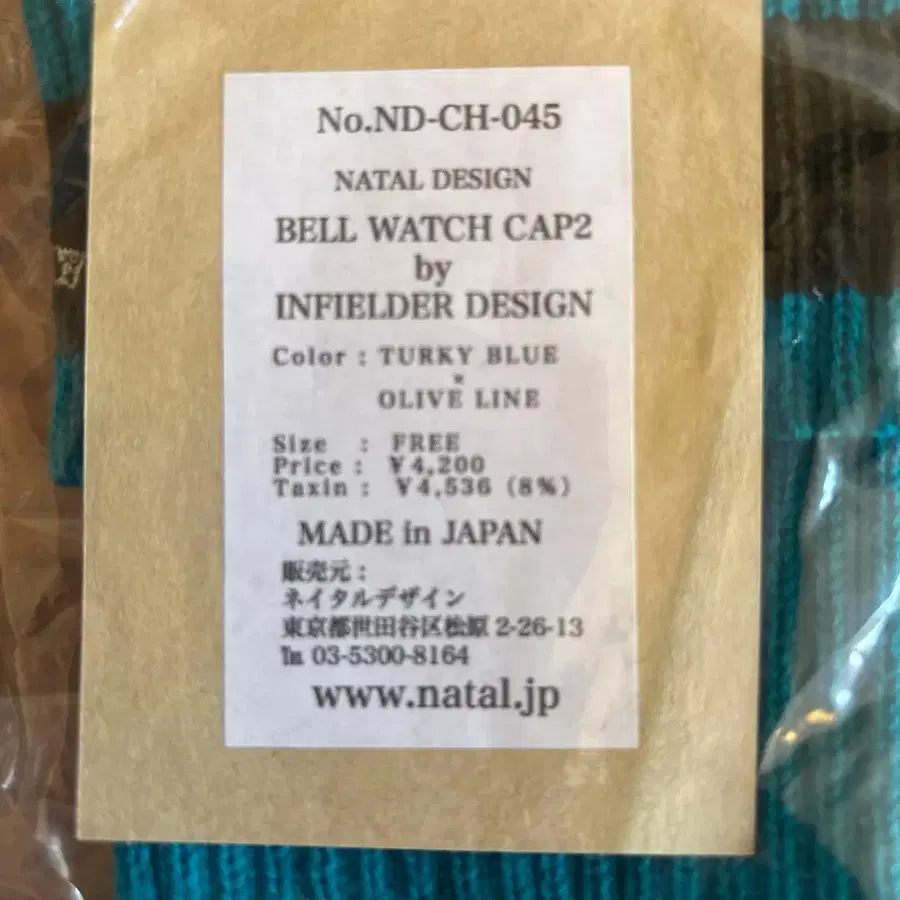 No.ND-CH-045
NATAL DESIGN
BELL WATCH CAP2
by
INFIELDER DESIGN
Color : TURKY BLUE
×
OLIVE LINE
Size : FREE
Price : ¥4,200
Taxin : ¥4,536 (8%)
MADE in JAPAN
販売元：
ネイタルデザイン
東京都世田谷区松原 2-26-13
℡ 03-5300-8164
www.natal.jp